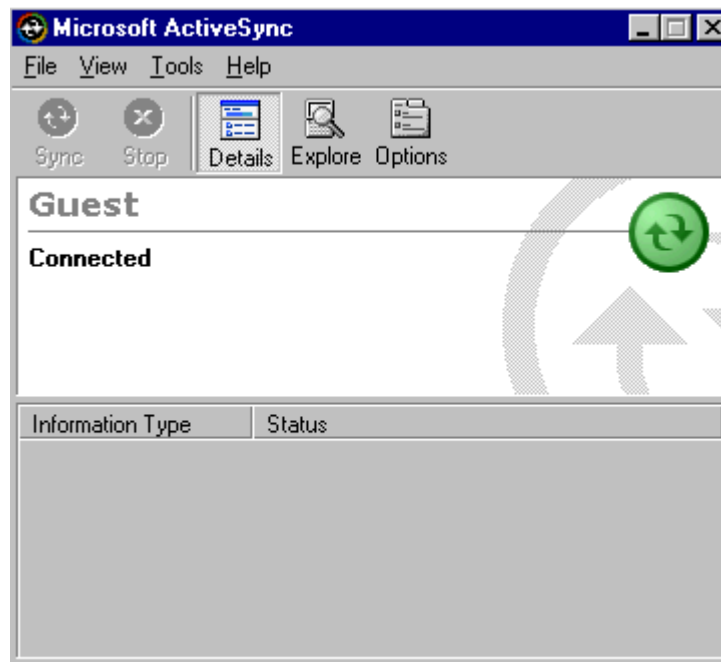 Microsoft ActiveSync
File View Tools Help
Sync Stop Details Explore Options
Guest
Connected
Information Type Status